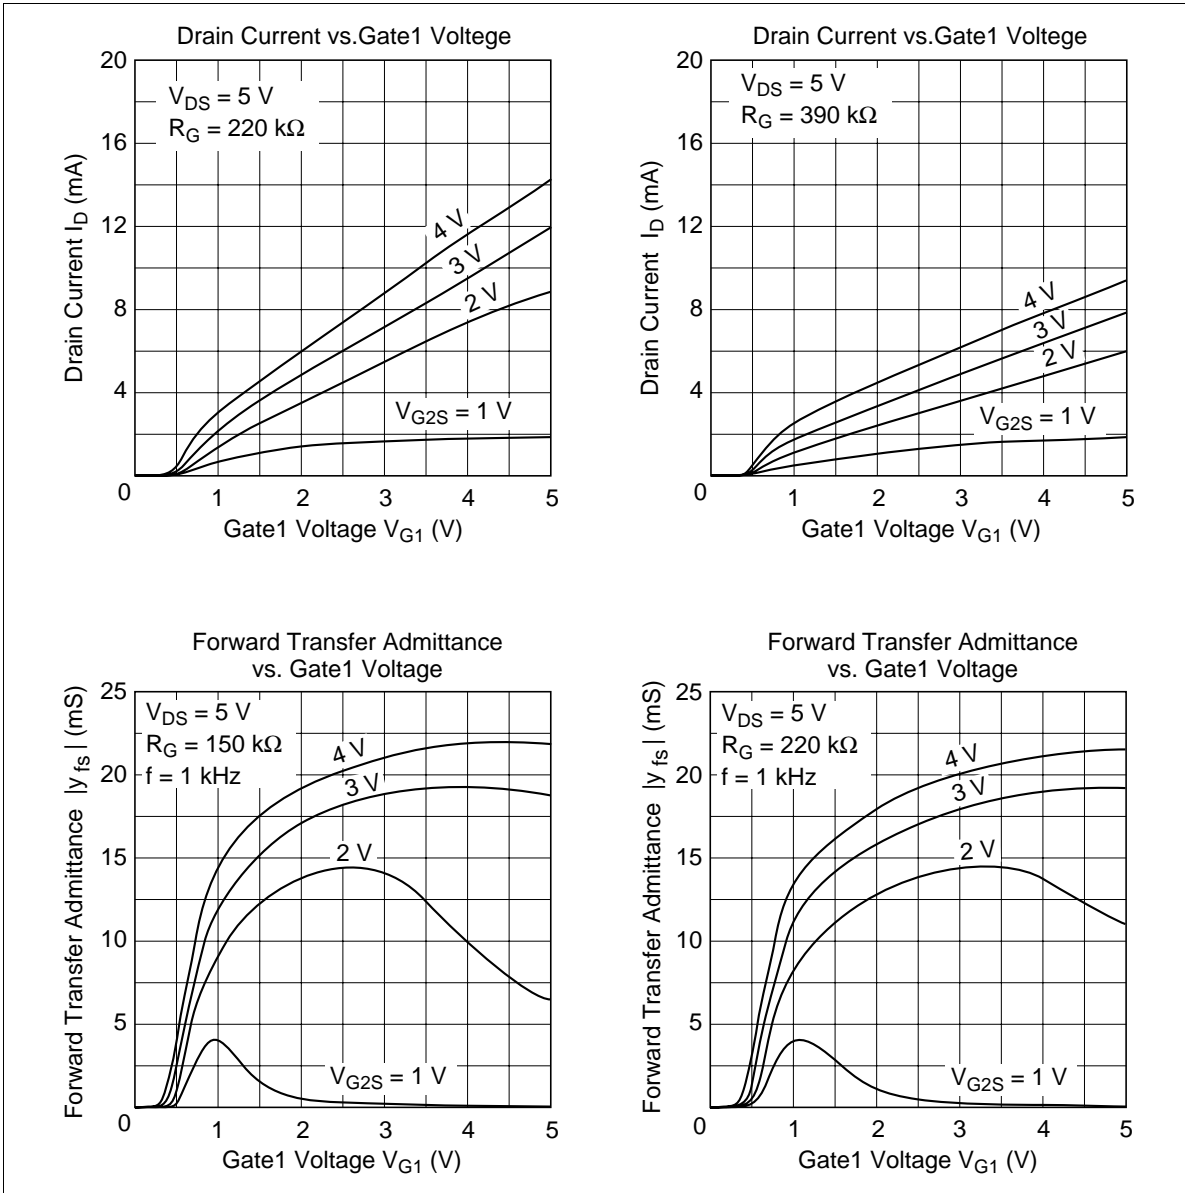 Drain Current vs.Gate1 Voltege
20
16
12
8
4
0
1
2
3
4
5
V_DS = 5 V
R_G = 220 kΩ
4 V
3 V
2 V
V_G2S = 1 V
Drain Current I_D (mA)
Gate1 Voltage V_G1 (V)
Drain Current vs.Gate1 Voltege
20
16
12
8
4
0
1
2
3
4
5
V_DS = 5 V
R_G = 390 kΩ
4 V
3 V
2 V
V_G2S = 1 V
Drain Current I_D (mA)
Gate1 Voltage V_G1 (V)
Forward Transfer Admittance
vs. Gate1 Voltage
25
20
15
10
5
0
1
2
3
4
5
V_DS = 5 V
R_G = 150 kΩ
f = 1 kHz
4 V
3 V
2 V
V_G2S = 1 V
Forward Transfer Admittance |y_fs| (mS)
Gate1 Voltage V_G1 (V)
Forward Transfer Admittance
vs. Gate1 Voltage
25
20
15
10
5
0
1
2
3
4
5
V_DS = 5 V
R_G = 220 kΩ
f = 1 kHz
4 V
3 V
2 V
V_G2S = 1 V
Forward Transfer Admittance |y_fs| (mS)
Gate1 Voltage V_G1 (V)